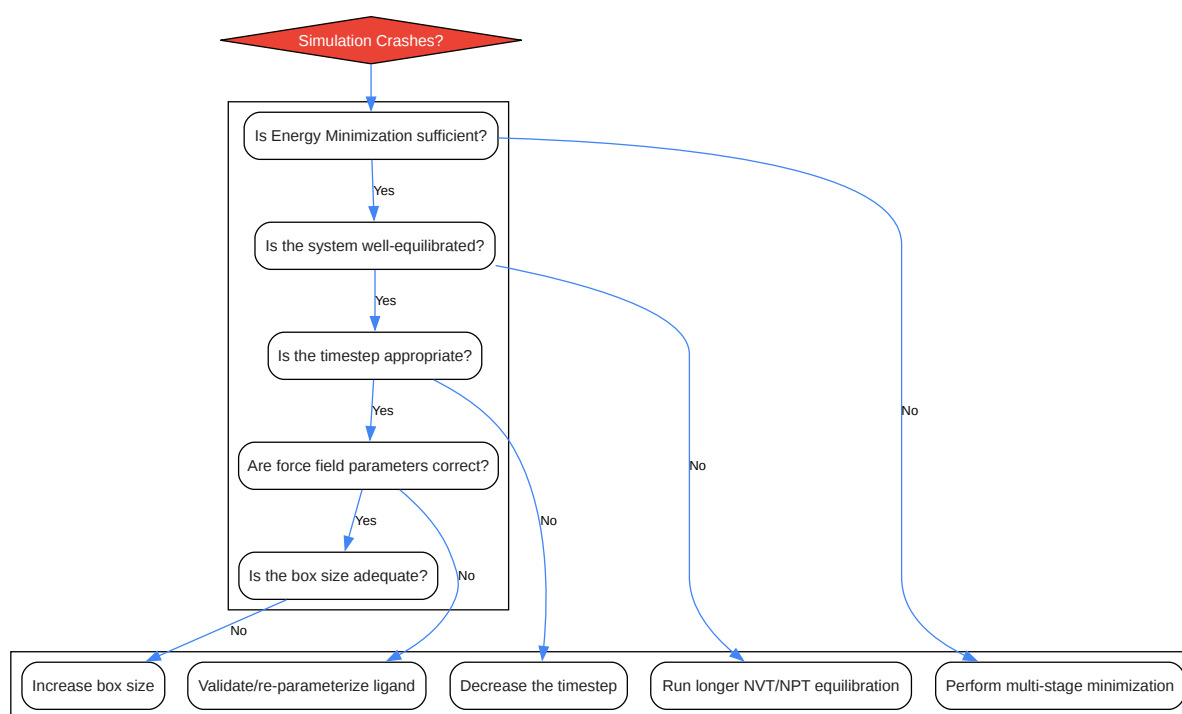 Simulation Crashes?
Is Energy Minimization sufficient?
Yes
Is the system well-equilibrated?
Yes
Is the timestep appropriate?
Yes
No
No
Are force field parameters correct?
No
Yes
No
Is the box size adequate?
No
No
Increase box size
Validate/re-parameterize ligand
Decrease the timestep
Run longer NVT/NPT equilibration
Perform multi-stage minimization